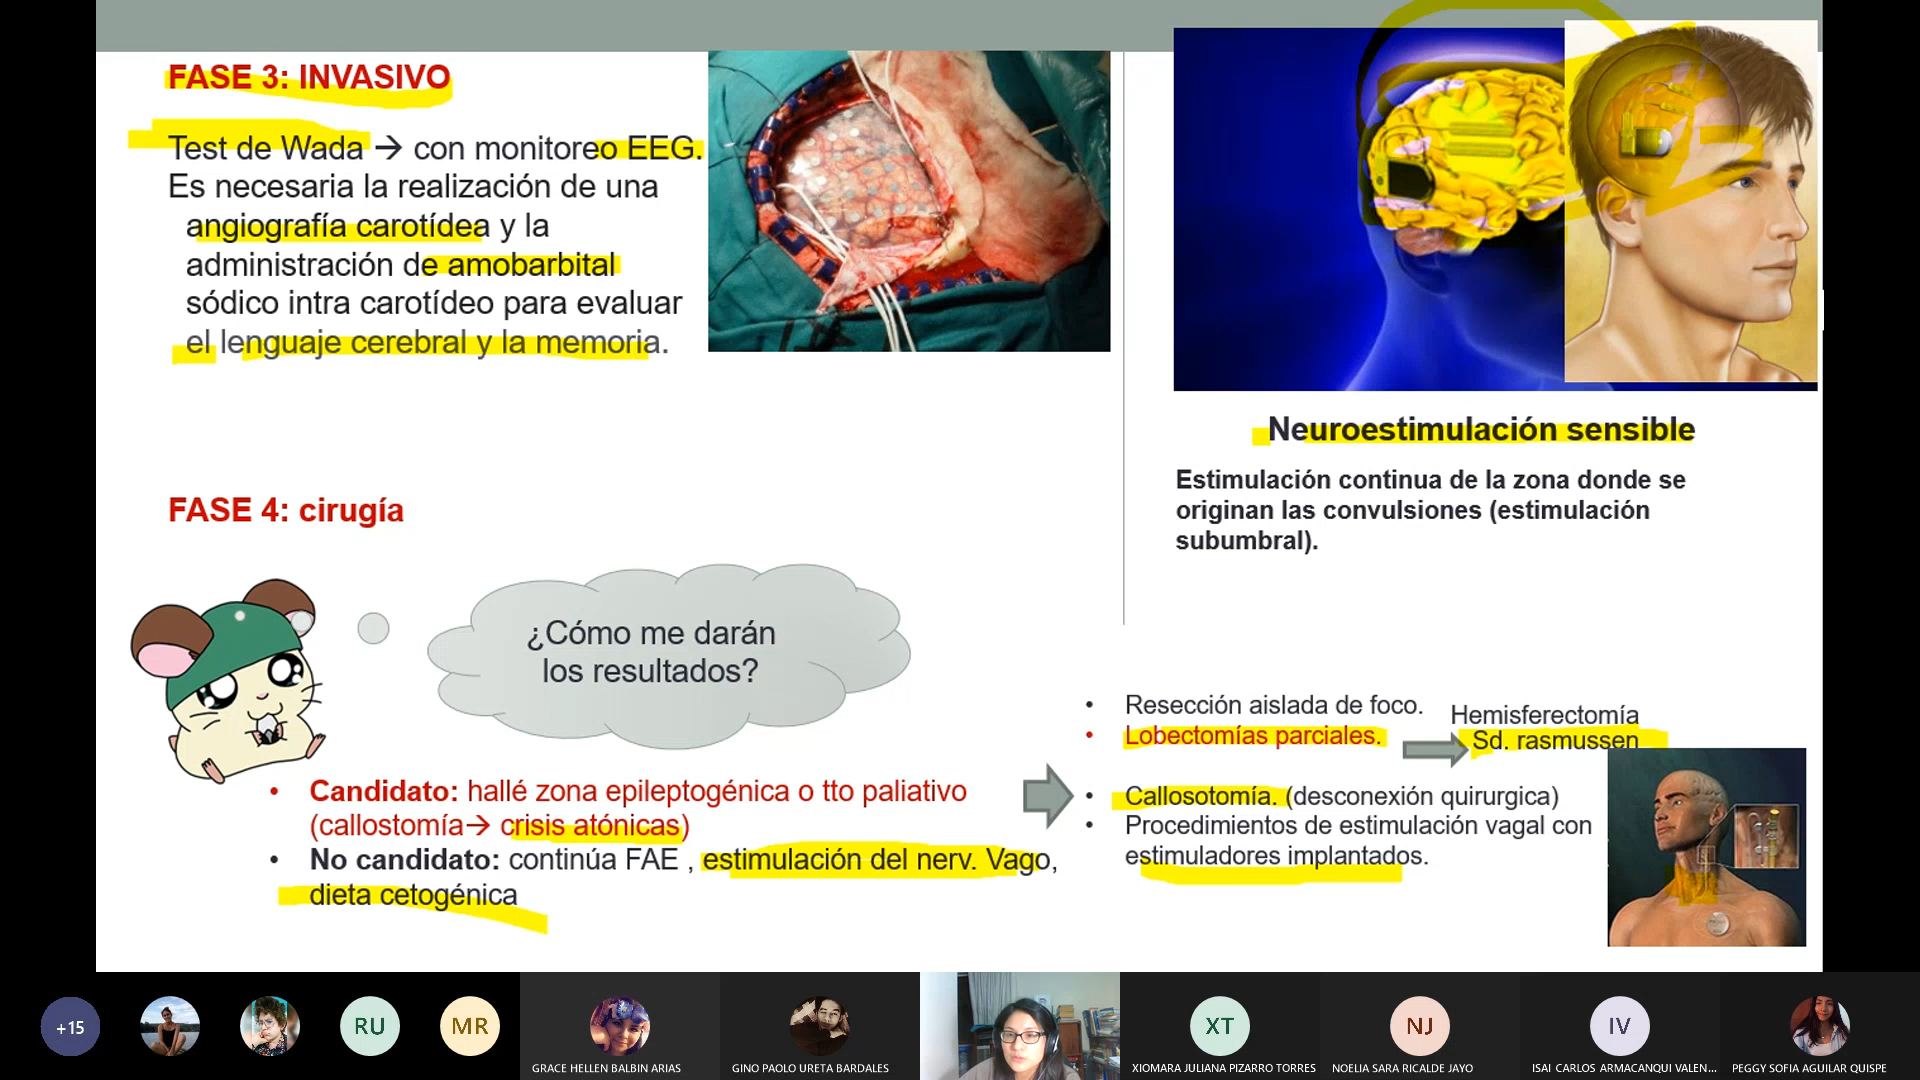 FASE 3: INVASIVO
Test de Wada → con monitoreo EEG.
Es necesaria la realización de una
angiografía carotídea y la
administración de amobarbital
sódico intra carotídeo para evaluar
el lenguaje cerebral y la memoria.
Neuroestimulación sensible
Estimulación continua de la zona donde se
originan las convulsiones (estimulación
subumbral).
FASE 4: cirugía
¿Cómo me darán
los resultados?
• Candidato: hallé zona epileptogénica o tto paliativo
(callostomía→ crisis atónicas)
• No candidato: continúa FAE , estimulación del nerv. Vago,
dieta cetogénica
• Resección aislada de foco.
• Lobectomías parciales.
Hemisferectomía
Sd. rasmussen
• Callosotomía. (desconexión quirurgica)
• Procedimientos de estimulación vagal con
estimuladores implantados.
+15
RU
MR
GRACE HELLEN BALBIN ARIAS
GINO PAOLO URETA BARDALES
XT
XIOMARA JULIANA PIZARRO TORRES
NJ
NOELIA SARA RICALDE JAYO
IV
ISAI CARLOS ARMACANQUI VALEN...
PEGGY SOFIA AGUILAR QUISPE